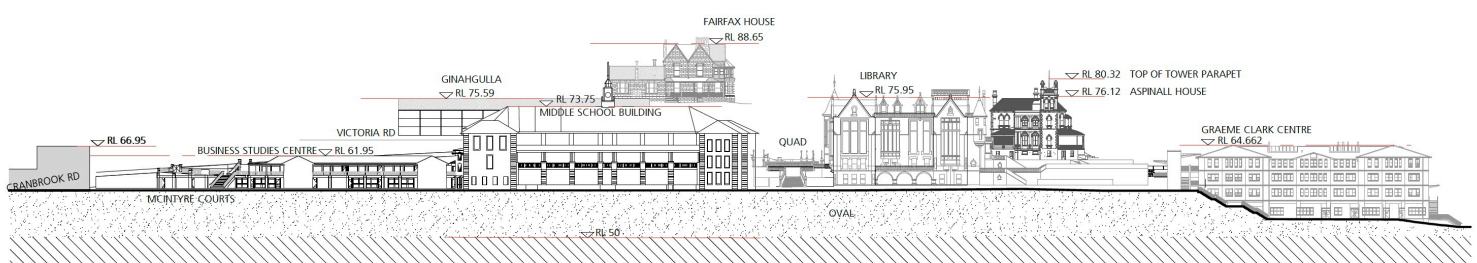 FAIRFAX HOUSE
RL 88.65
GINAHGULLA
RL 75.59
RL 73.75
MIDDLE SCHOOL BUILDING
LIBRARY
RL 75.95
RL 80.32 TOP OF TOWER PARAPET
RL 76.12 ASPINALL HOUSE
VICTORIA RD
RL 66.95
BUSINESS STUDIES CENTRE RL 61.95
QUAD
GRAEME CLARK CENTRE
RL 64.662
CRANBROOK RD
MCINTYRE COURTS
OVAL
RL 50